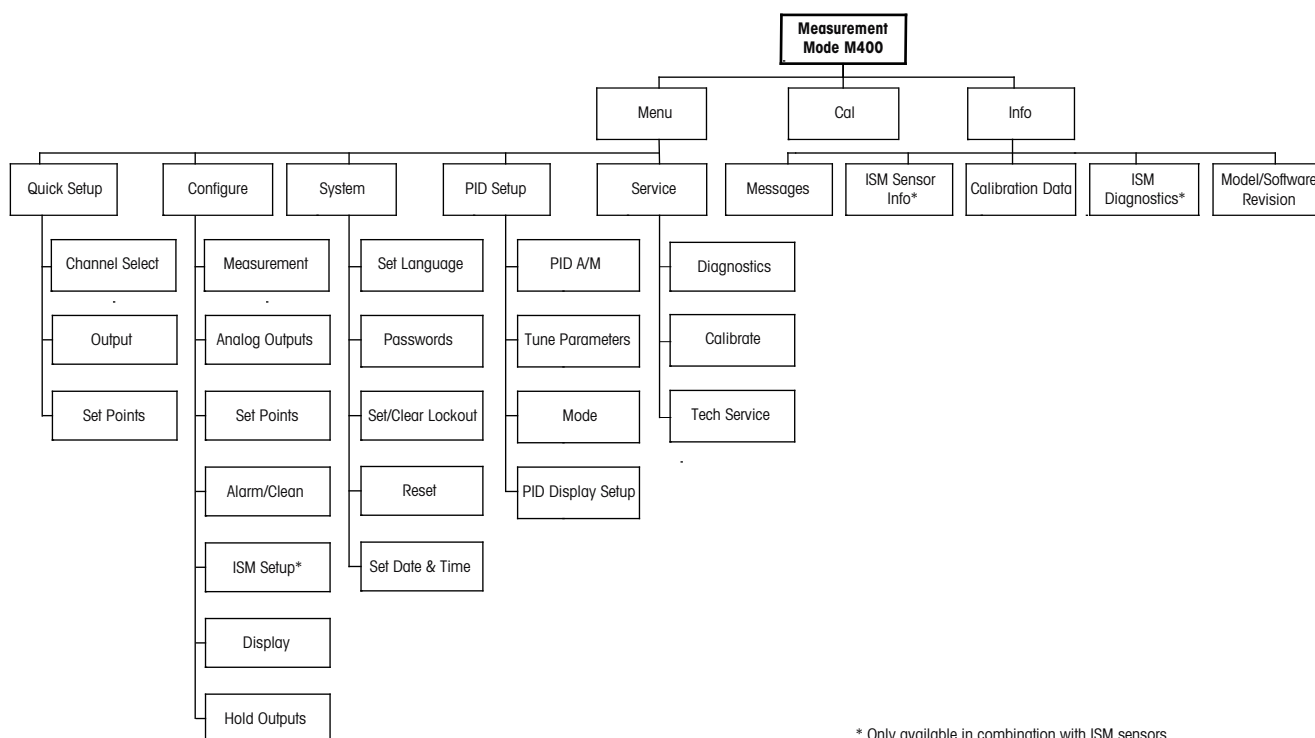 Measurement
Mode M400
Menu
Cal
Info
Quick Setup
Configure
System
PID Setup
Service
Messages
ISM Sensor
Info*
Calibration Data
ISM
Diagnostics*
Model/Software
Revision
Channel Select
Measurement
Set Language
PID A/M
Diagnostics
Output
Analog Outputs
Passwords
Tune Parameters
Calibrate
Set Points
Set Points
Set/Clear Lockout
Mode
Tech Service
Alarm/Clean
Reset
PID Display Setup
ISM Setup*
Set Date & Time
Display
Hold Outputs
* Only available in combination with ISM sensors